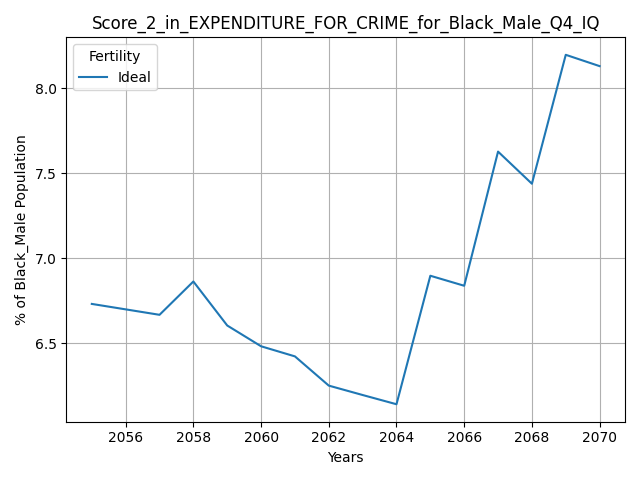 Score_2_in_EXPENDITURE_FOR_CRIME_for_Black_Male_Q4_IQ
Fertility
Ideal
8.0
7.5
7.0
6.5
% of Black_Male Population
2056 2058 2060 2062 2064 2066 2068 2070
Years